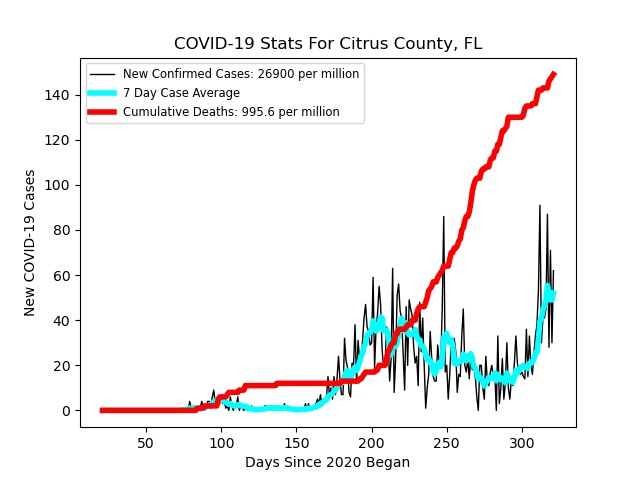 COVID-19 Stats For Citrus County, FL
New Confirmed Cases: 26900 per million
7 Day Case Average
Cumulative Deaths: 995.6 per million
140
120
100
80
60
40
20
0
New COVID-19 Cases
50
100
150
200
250
300
Days Since 2020 Began